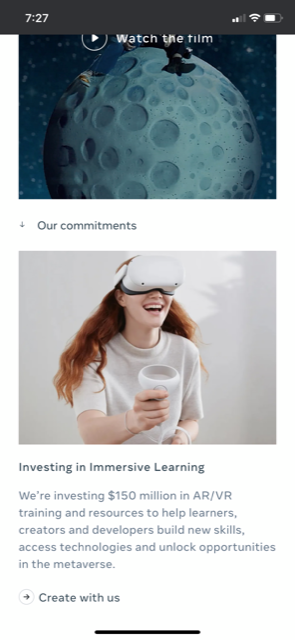 7:27
Watch the film
↓ Our commitments
Investing in Immersive Learning
We're investing $150 million in AR/VR
training and resources to help learners,
creators and developers build new skills,
access technologies and unlock opportunities
in the metaverse.
→ Create with us